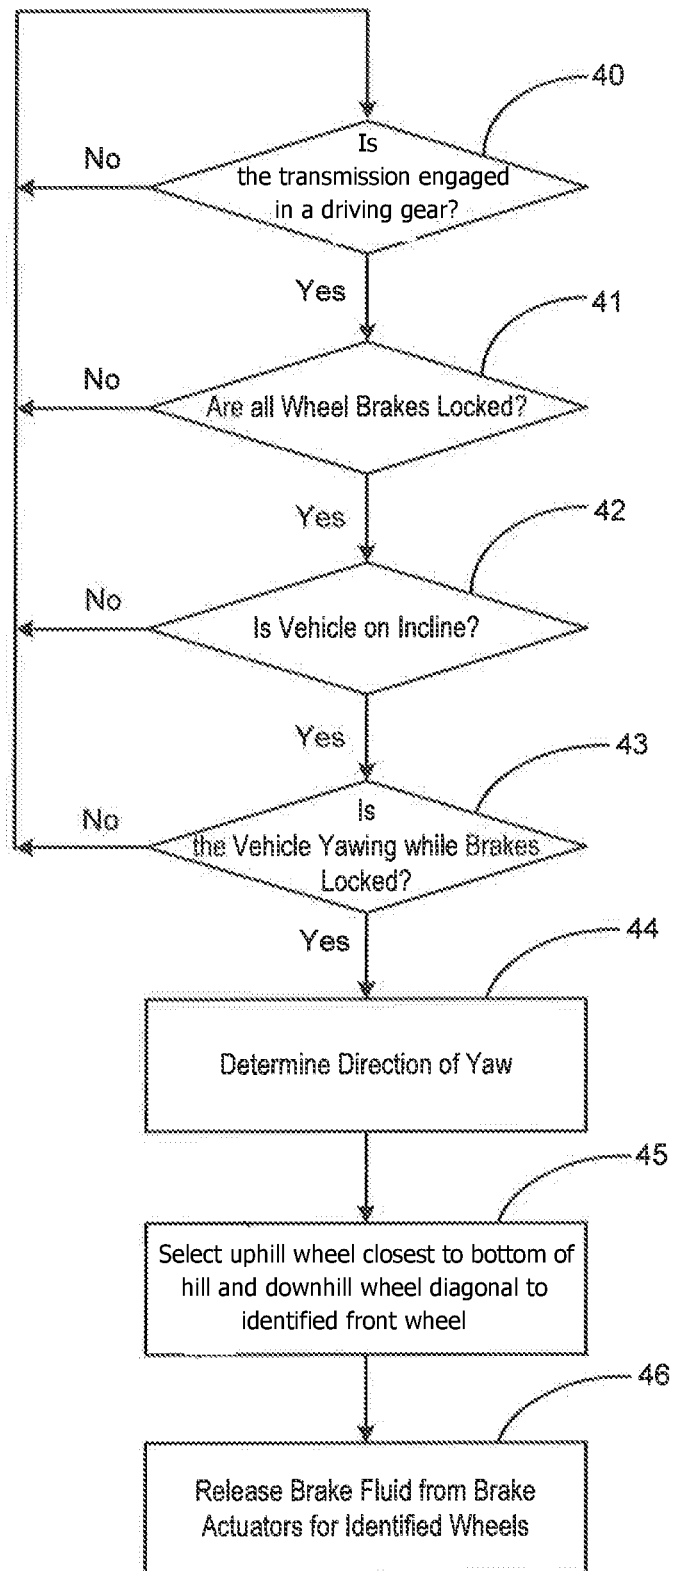 40
Is
the transmission engaged
in a driving gear?
No
Yes
41
No
Are all Wheel Brakes Locked?
Yes
42
No
Is Vehicle on Incline?
Yes
43
Is
No
the Vehicle Yawing while Brakes
Locked?
Yes
44
Determine Direction of Yaw
45
Select uphill wheel closest to bottom of
hill and downhill wheel diagonal to
identified front wheel
46
Release Brake Fluid from Brake
Actuators for Identified Wheels